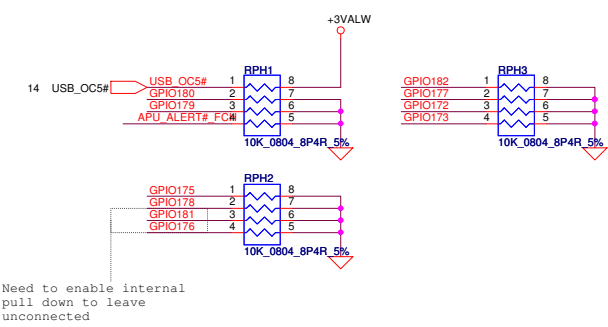 +3VALW
RPH1
RPH3
14 USB_OC5# USB_OC5# 1 8
GPIO180 2 7
GPIO179 3 6
APU_ALERT#_FCH 4 5
10K_0804_8P4R_5%
GPIO182 1 8
GPIO177 2 7
GPIO172 3 6
GPIO173 4 5
10K_0804_8P4R_5%
RPH2
GPIO175 1 8
GPIO178 2 7
GPIO181 3 6
GPIO176 4 5
10K_0804_8P4R_5%
Need to enable internal
pull down to leave
unconnected